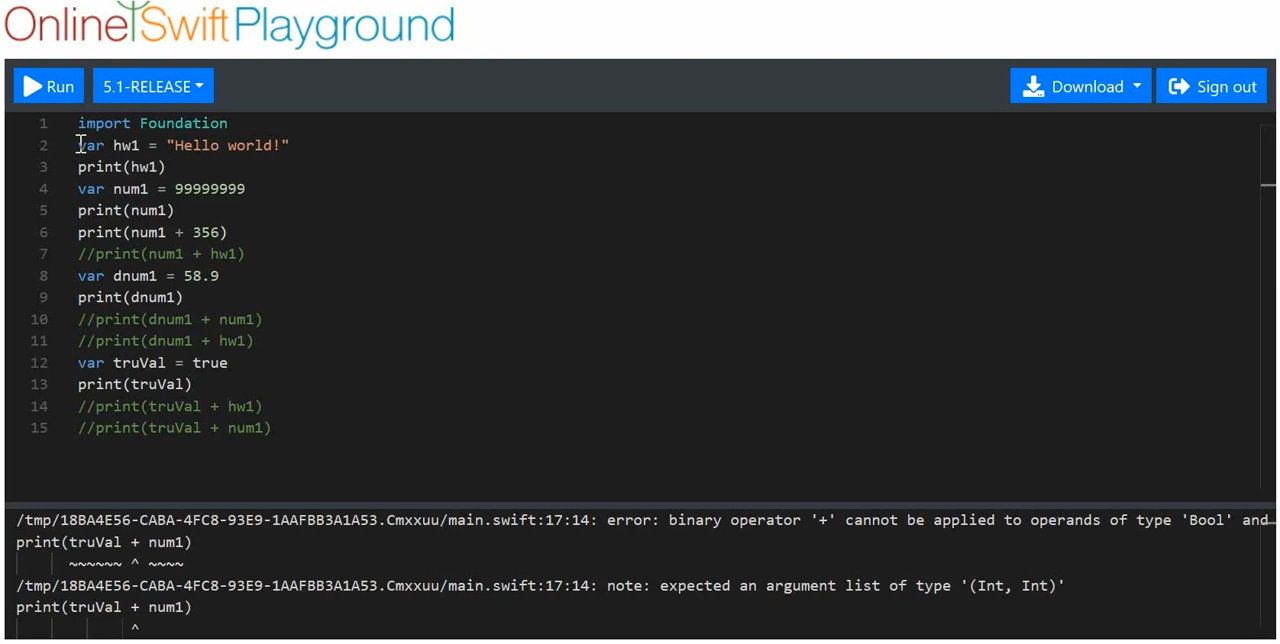 Online Swift Playground
Run 5.1-RELEASE Download Sign out
1 import Foundation
2 var hw1 = "Hello world!"
3 print(hw1)
4 var num1 = 99999999
5 print(num1)
6 print(num1 + 356)
7 //print(num1 + hw1)
8 var dnum1 = 58.9
9 print(dnum1)
10 //print(dnum1 + num1)
11 //print(dnum1 + hw1)
12 var truVal = true
13 print(truVal)
14 //print(truVal + hw1)
15 //print(truVal + num1)
/tmp/18BA4E56-CABA-4FC8-93E9-1AAFBB3A1A53.Cmxxuu/main.swift:17:14: error: binary operator '+' cannot be applied to operands of type 'Bool' and
print(truVal + num1)
~~~~~~ ^ ~~~~
/tmp/18BA4E56-CABA-4FC8-93E9-1AAFBB3A1A53.Cmxxuu/main.swift:17:14: note: expected an argument list of type '(Int, Int)'
print(truVal + num1)
^